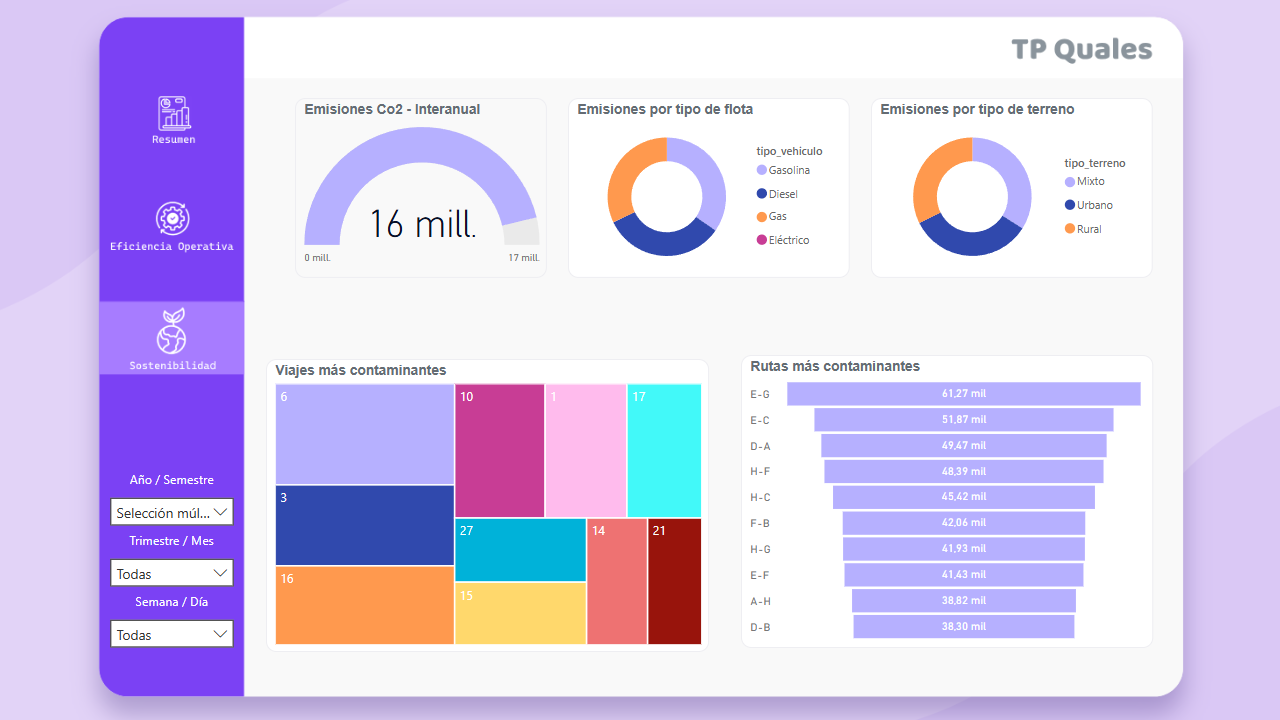 TP Quales
Resumen
Eficiencia Operativa
Sostenibilidad
Año / Semestre
Selección múl...
Trimestre / Mes
Todas
Semana / Día
Todas
Emisiones Co2 - Interanual
16 mill.
0 mill.
17 mill.
Emisiones por tipo de flota
tipo_vehiculo
Gasolina
Diesel
Gas
Eléctrico
Emisiones por tipo de terreno
tipo_terreno
Mixto
Urbano
Rural
Viajes más contaminantes
6
10
1
17
3
27
14
21
16
15
Rutas más contaminantes
E-G 61,27 mil
E-C 51,87 mil
D-A 49,47 mil
H-F 48,39 mil
H-C 45,42 mil
F-B 42,06 mil
H-G 41,93 mil
E-F 41,43 mil
A-H 38,82 mil
D-B 38,30 mil